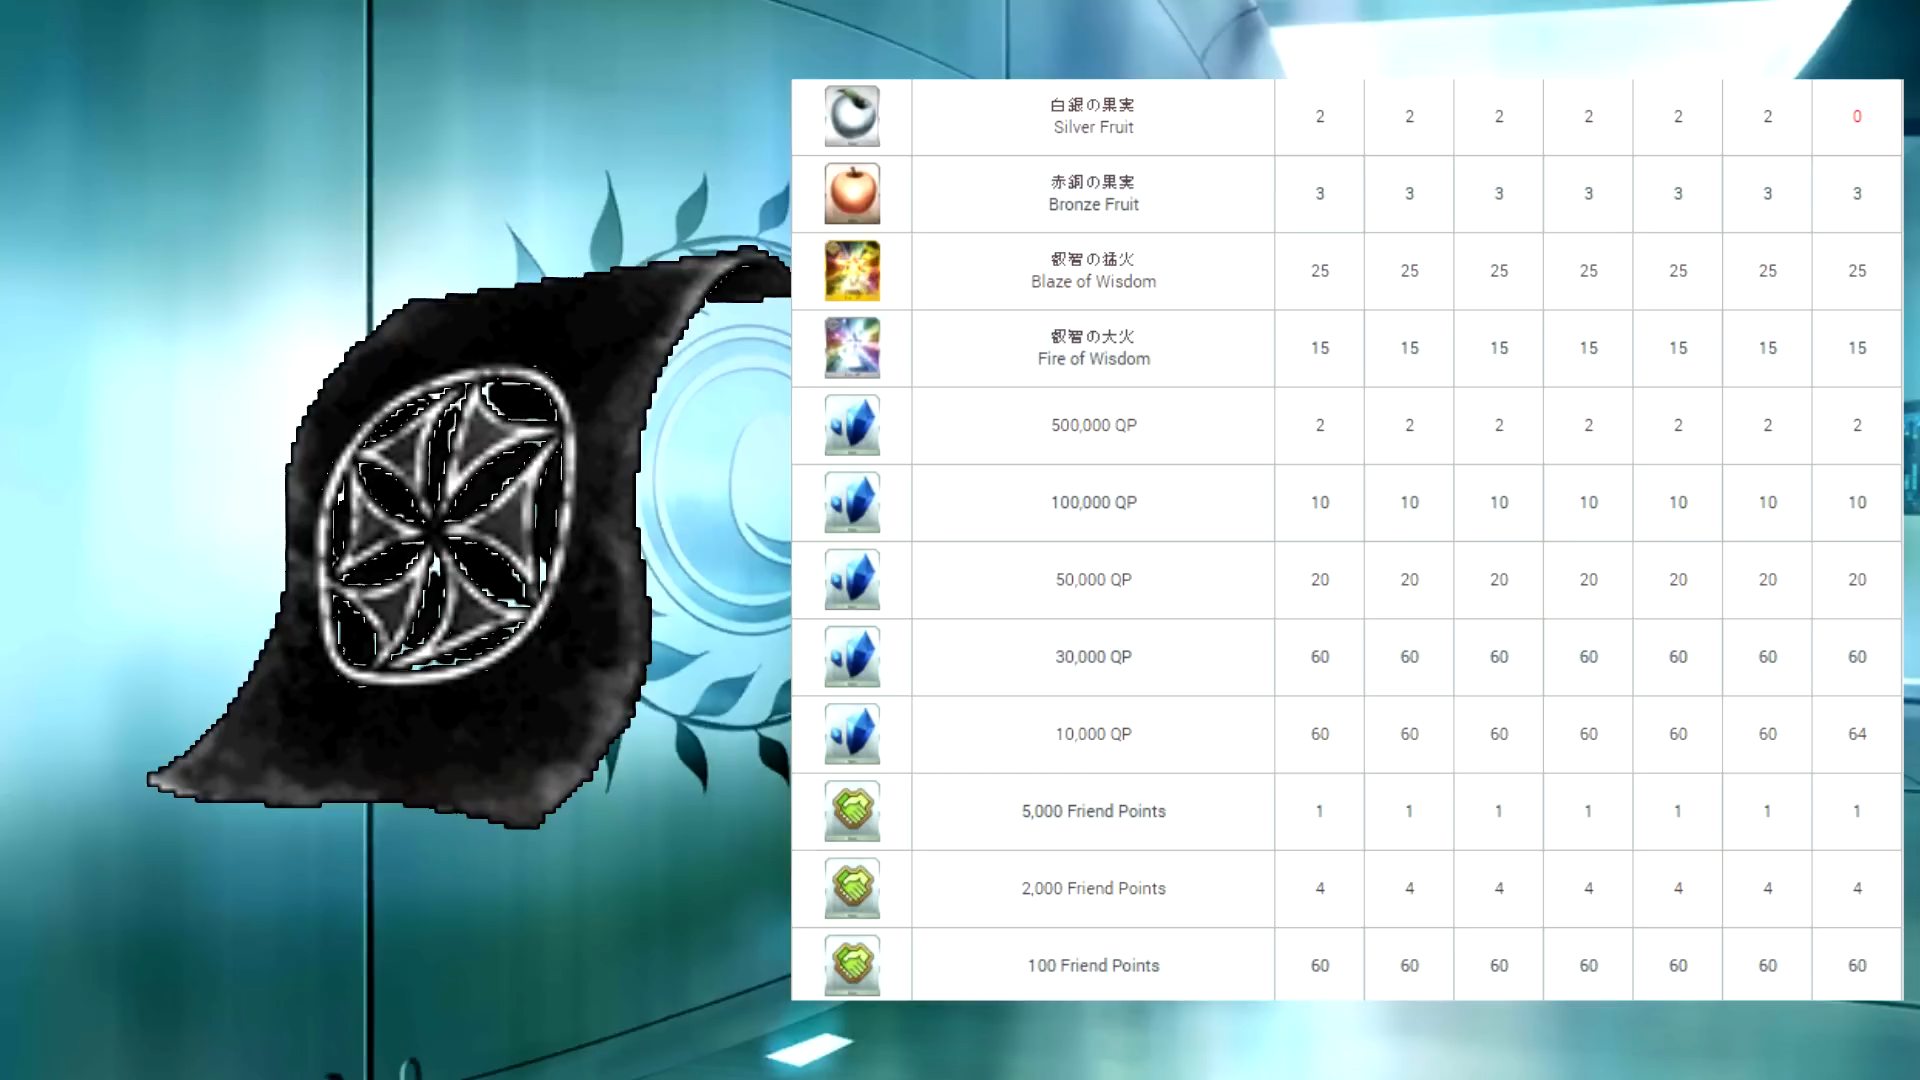 白銀の果実
Silver Fruit
2 2 2 2 2 2 0
赤銅の果実
Bronze Fruit
3 3 3 3 3 3 3
叡智の猛火
Blaze of Wisdom
25 25 25 25 25 25 25
叡智の大火
Fire of Wisdom
15 15 15 15 15 15 15
500,000 QP 2 2 2 2 2 2 2
100,000 QP 10 10 10 10 10 10 10
50,000 QP 20 20 20 20 20 20 20
30,000 QP 60 60 60 60 60 60 60
10,000 QP 60 60 60 60 60 60 64
5,000 Friend Points 1 1 1 1 1 1 1
2,000 Friend Points 4 4 4 4 4 4 4
100 Friend Points 60 60 60 60 60 60 60